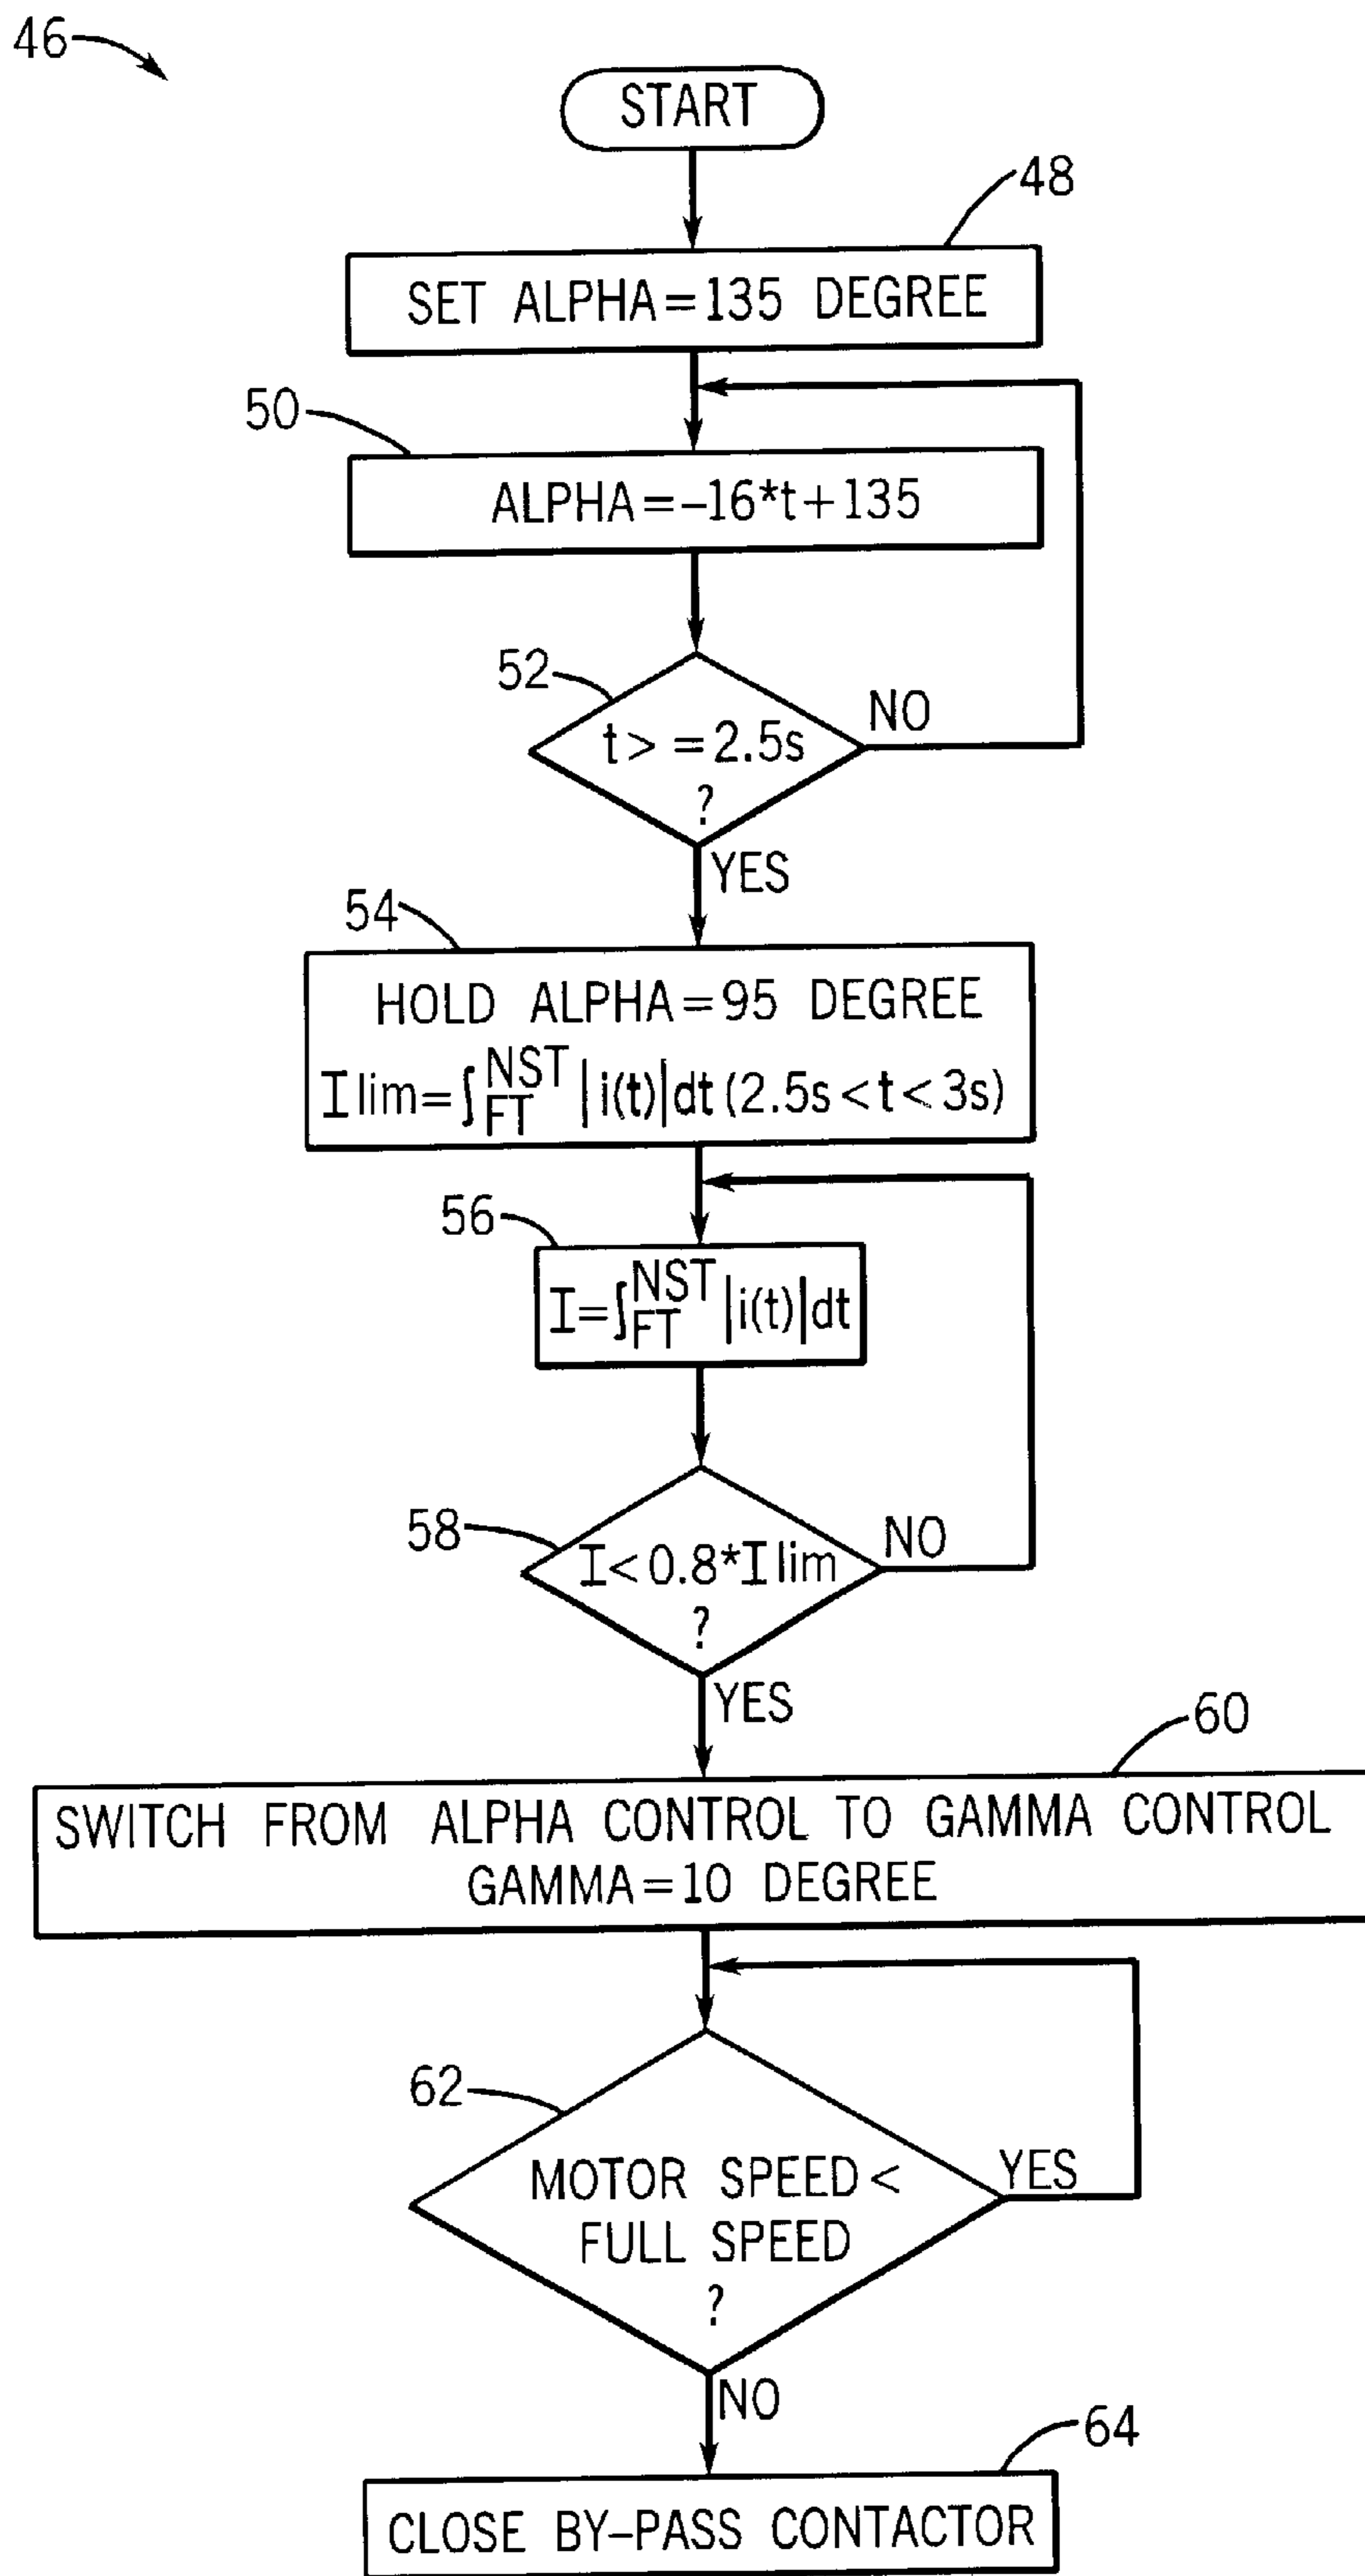 46
START
48
SET ALPHA=135 DEGREE
50
ALPHA=-16*t+135
52
t>=2.5s
?
NO
YES
54
HOLD ALPHA=95 DEGREE
I lim=∫FT NST |i(t)|dt (2.5s<t<3s)
56
I=∫FT NST |i(t)|dt
58
I<0.8*I lim
?
NO
YES
60
SWITCH FROM ALPHA CONTROL TO GAMMA CONTROL
GAMMA=10 DEGREE
62
MOTOR SPEED<
FULL SPEED
?
YES
NO
64
CLOSE BY-PASS CONTACTOR